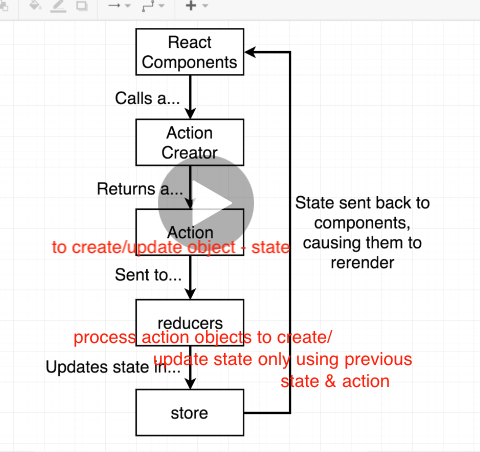 React
Components
Calls a...
Action
Creator
Returns a...
State sent back to
components,
causing them to
rerender
Action
to create/update object - state
Sent to...
reducers
process action objects to create/
update state only using previous
state & action
Updates state in...
store